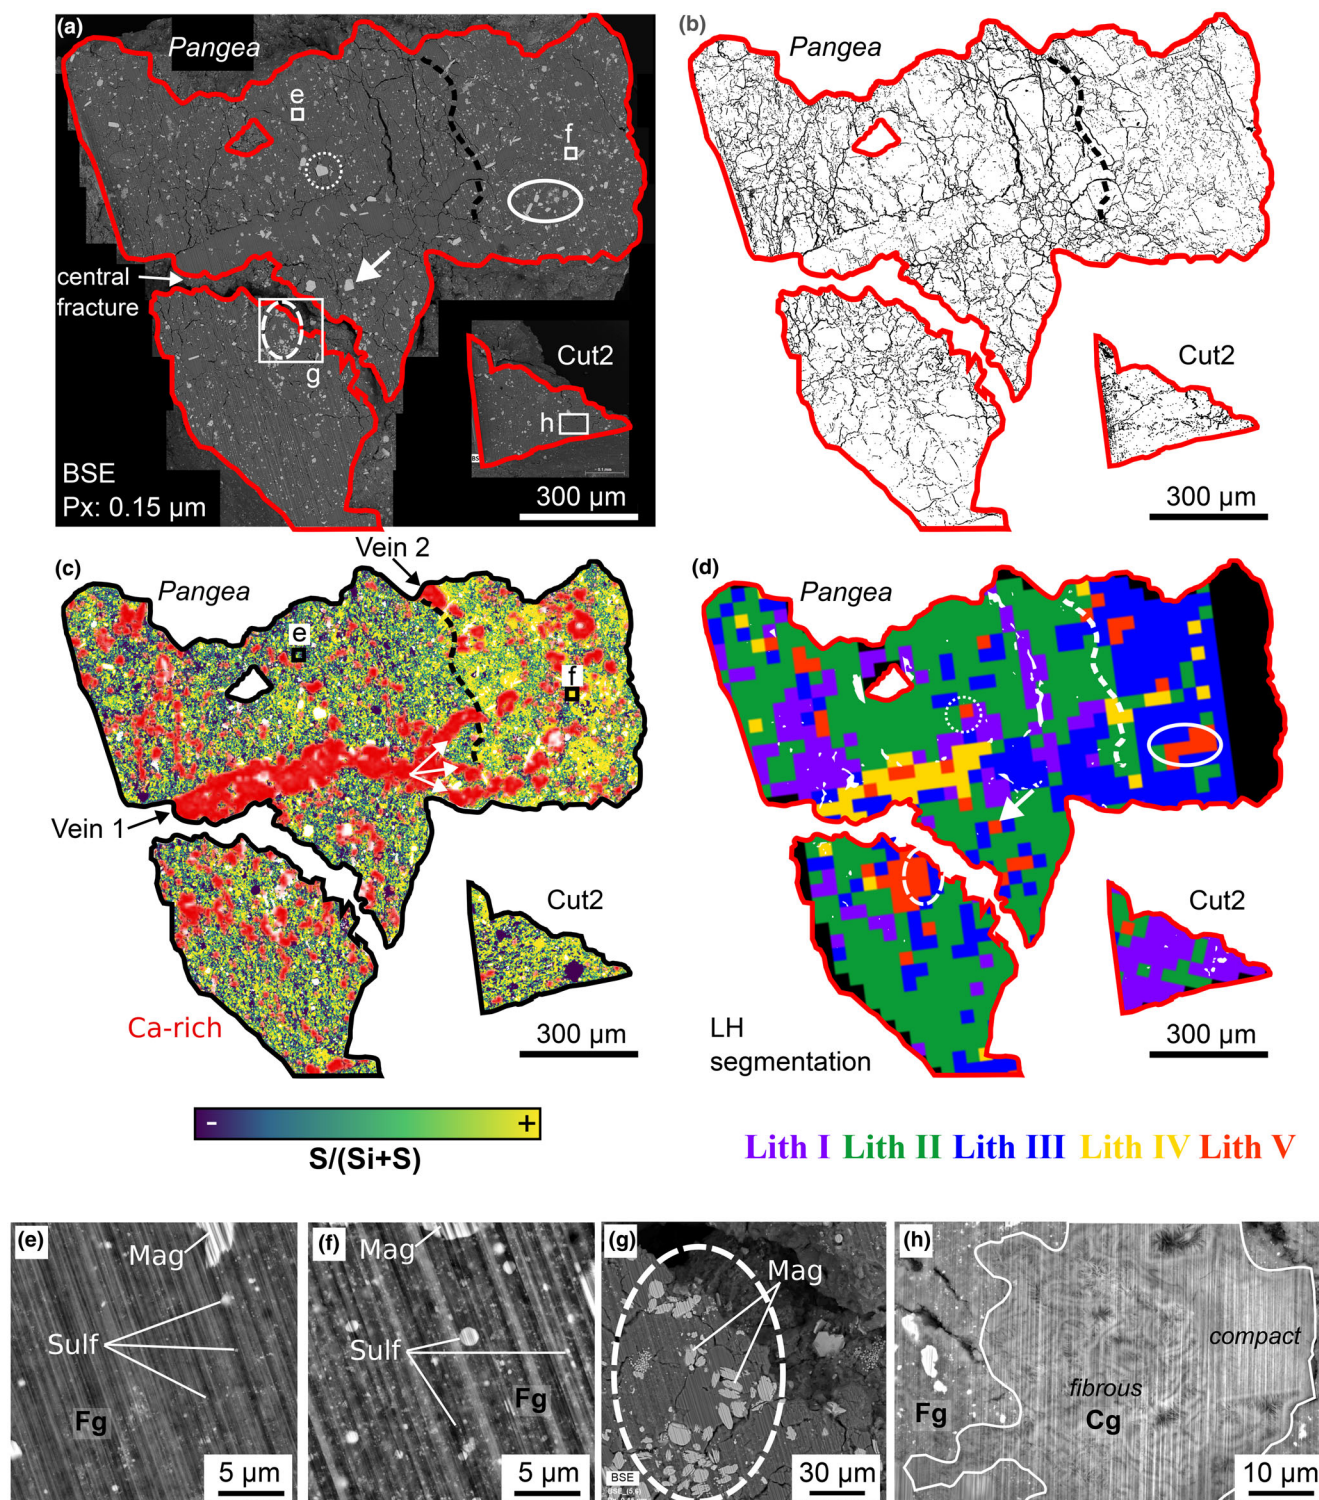 (a)
Pangea
e
f
central
fracture
g
Cut2
h
BSE
Px: 0.15 µm
300 µm
(b)
Pangea
Cut2
300 µm
Vein 2
(c)
Pangea
e
f
Vein 1
Cut2
Ca-rich
300 µm
- +
S/(Si+S)
(d)
Pangea
Cut2
LH
segmentation
300 µm
Lith I Lith II Lith III Lith IV Lith V
(e)
Mag
Sulf
Fg
5 µm
(f)
Mag
Sulf
Fg
5 µm
(g)
Mag
BSE
30 µm
(h)
compact
fibrous
Fg
Cg
10 µm